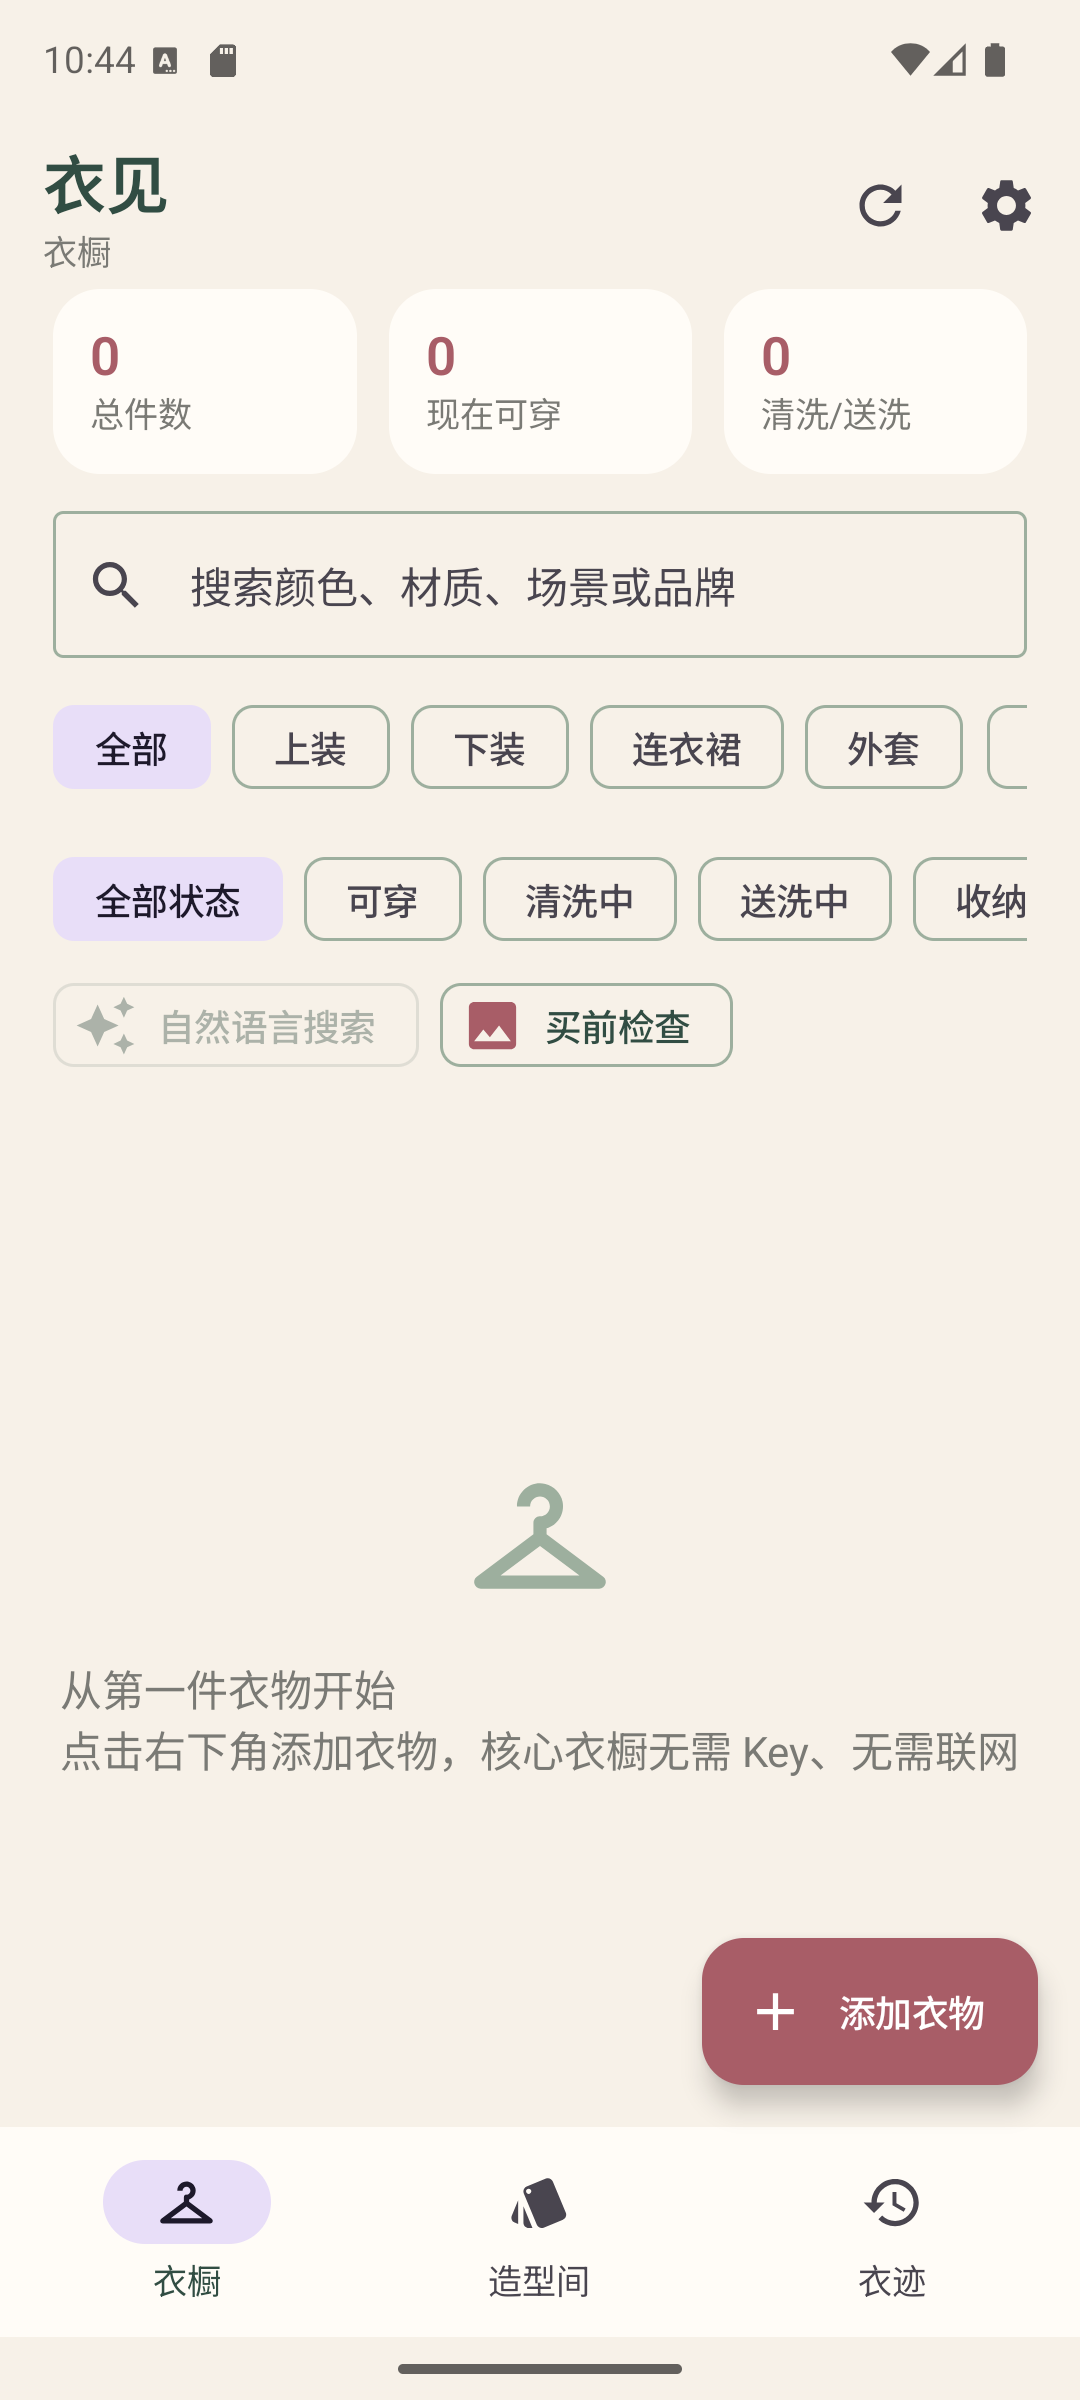 10:44
衣见
衣橱
0
总件数
0
现在可穿
0
清洗/送洗
搜索颜色、材质、场景或品牌
全部
上装
下装
连衣裙
外套
全部状态
可穿
清洗中
送洗中
收纳
自然语言搜索
买前检查
从第一件衣物开始
点击右下角添加衣物，核心衣橱无需 Key、无需联网
添加衣物
衣橱
造型间
衣迹